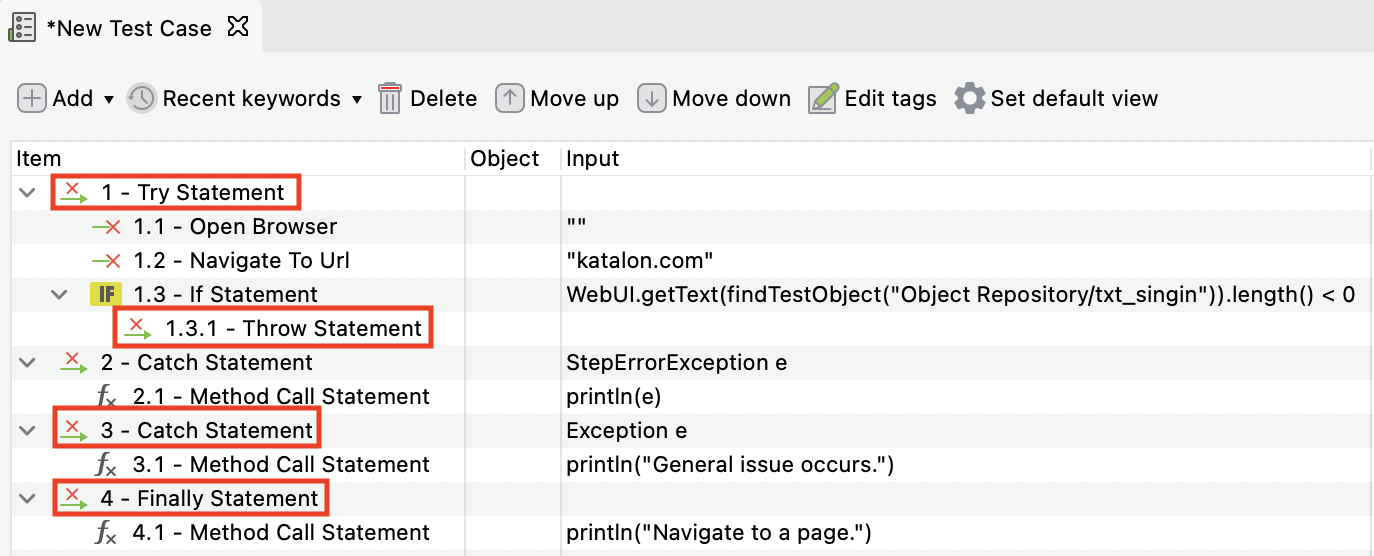 *New Test Case
Add Recent keywords Delete Move up Move down Edit tags Set default view
Item Object Input
1 - Try Statement
1.1 - Open Browser ""
1.2 - Navigate To Url "katalon.com"
IF 1.3 - If Statement WebUI.getText(findTestObject("Object Repository/txt_singin")).length() < 0
1.3.1 - Throw Statement
2 - Catch Statement StepErrorException e
fx 2.1 - Method Call Statement println(e)
3 - Catch Statement Exception e
fx 3.1 - Method Call Statement println("General issue occurs.")
4 - Finally Statement
fx 4.1 - Method Call Statement println("Navigate to a page.")